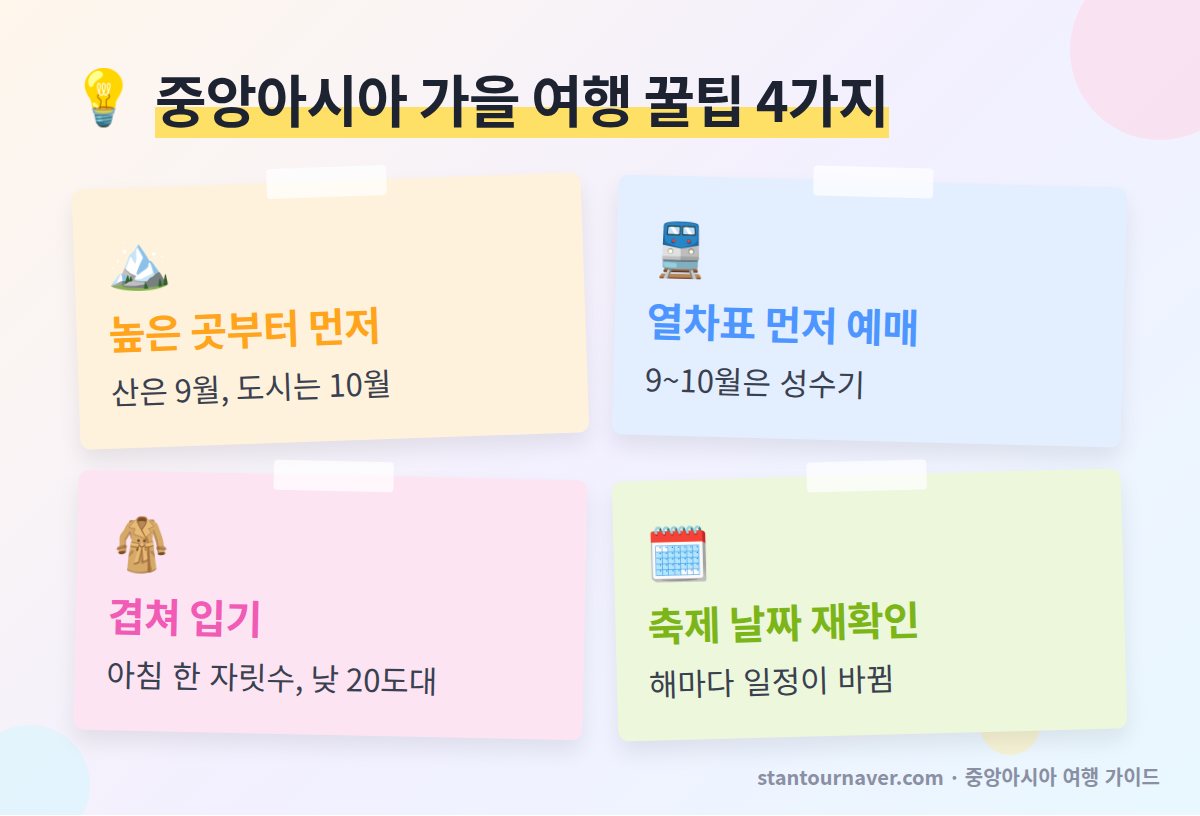 중앙아시아 가을 여행 꿀팁 4가지
높은 곳부터 먼저
산은 9월, 도시는 10월
열차표 먼저 예매
9~10월은 성수기
겹쳐 입기
아침 한 자릿수, 낮 20도대
축제 날짜 재확인
해마다 일정이 바뀜
stantournaver.com · 중앙아시아 여행 가이드